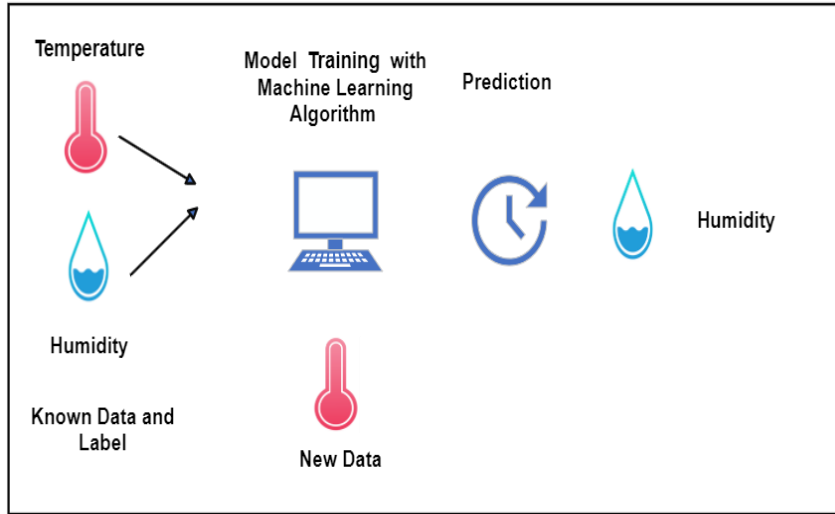 Temperature
Model Training with
Machine Learning
Algorithm
Prediction
Humidity
Humidity
Known Data and
Label
New Data